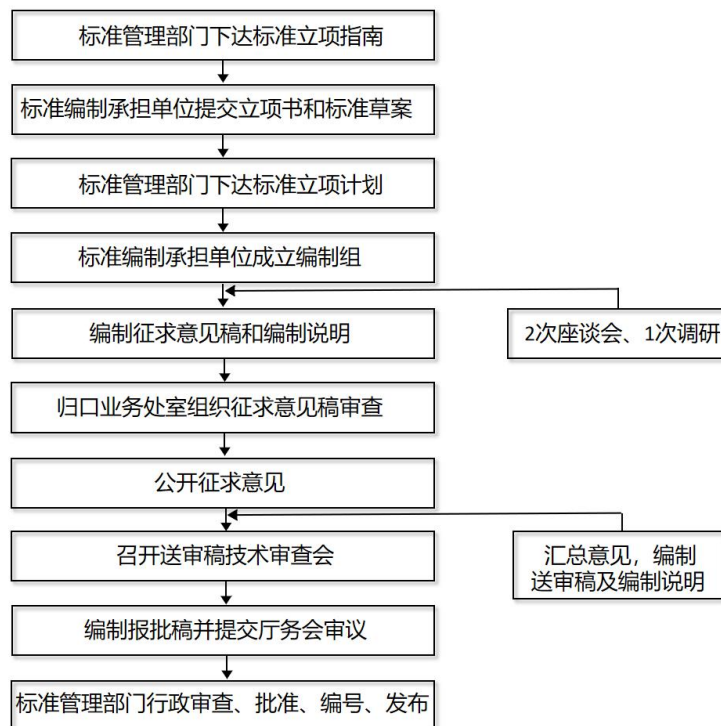 标准管理部门下达标准立项指南
标准编制承担单位提交立项书和标准草案
标准管理部门下达标准立项计划
标准编制承担单位成立编制组
编制征求意见稿和编制说明
2次座谈会、1次调研
归口业务处室组织征求意见稿审查
公开征求意见
召开送审稿技术审查会
汇总意见，编制
送审稿及编制说明
编制报批稿并提交厅务会审议
标准管理部门行政审查、批准、编号、发布